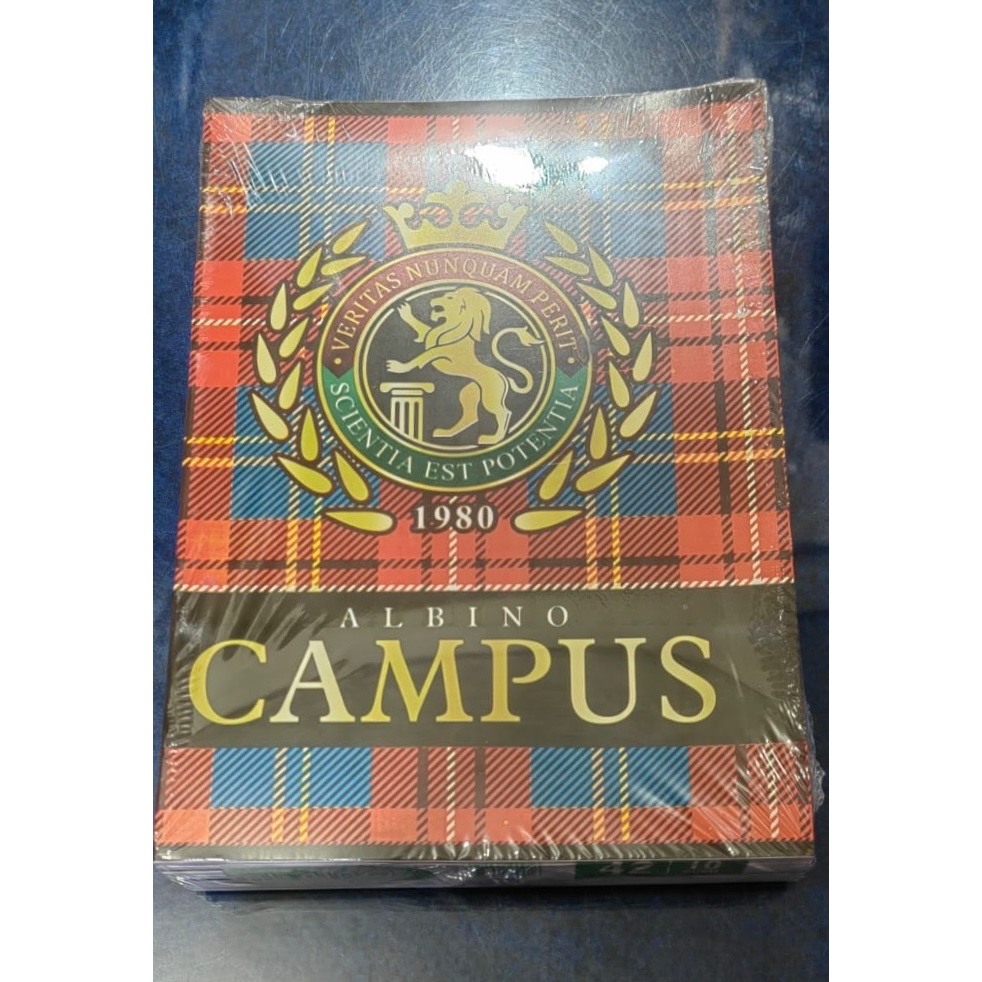 VERITAS NUNQUAM PERIT
SCIENTIA EST POTENTIA
1980
ALBINO
CAMPUS